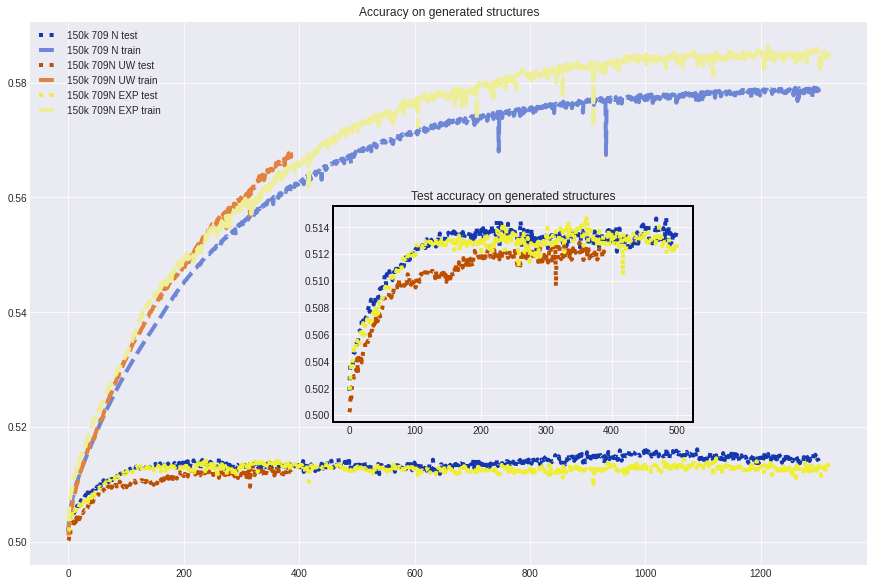 Accuracy on generated structures
150k 709 N test
150k 709 N train
150k 709N UW test
150k 709N UW train
150k 709N EXP test
150k 709N EXP train
0.58
0.56
0.54
0.52
0.50
0 200 400 600 800 1000 1200
Test accuracy on generated structures
0.514
0.512
0.510
0.508
0.506
0.504
0.502
0.500
0 100 200 300 400 500